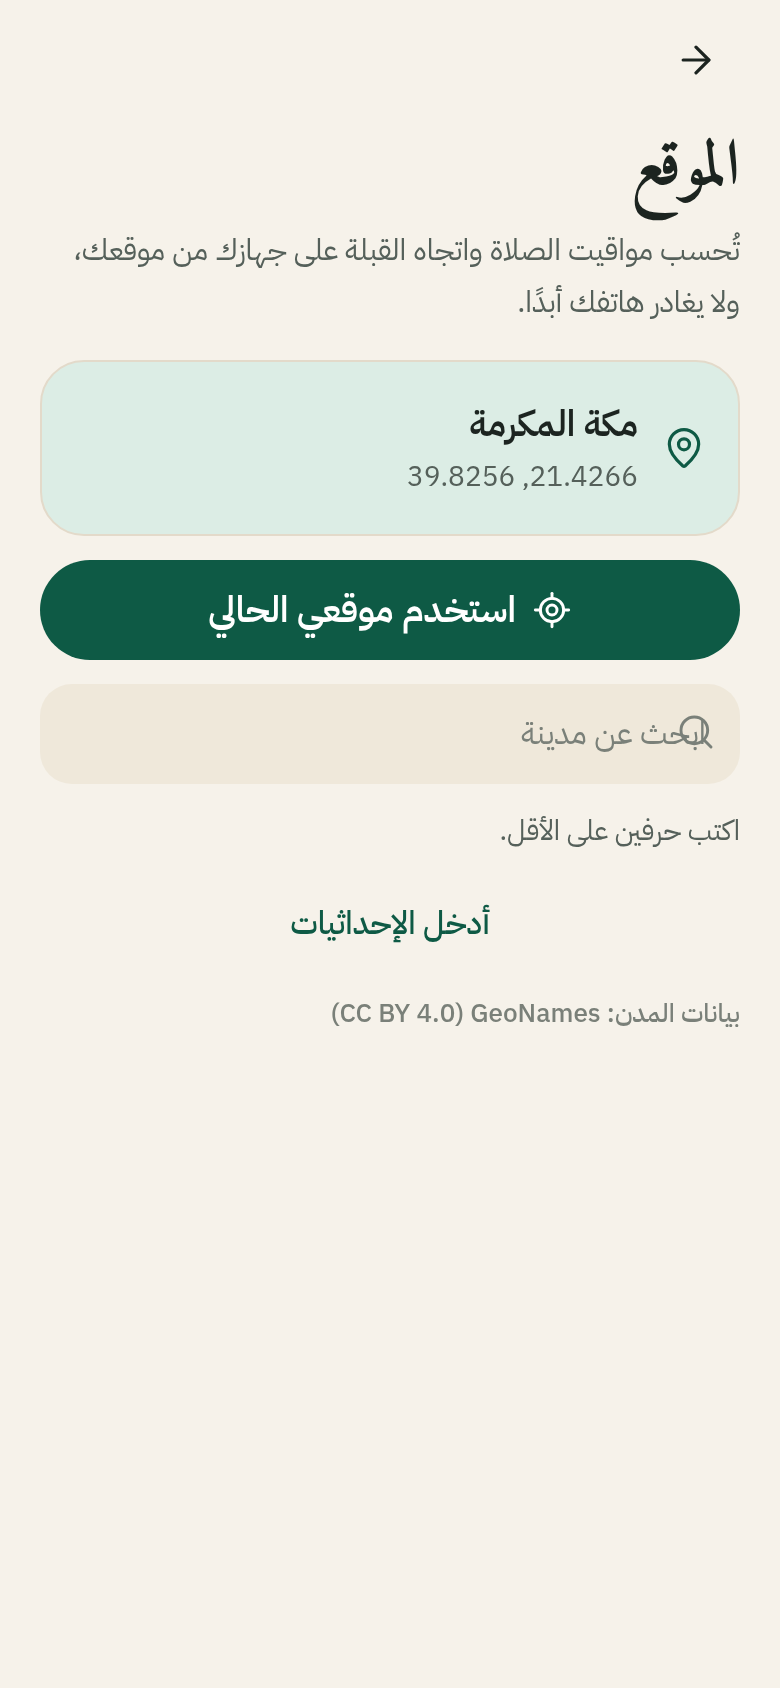 الموقع
تُحسب مواقيت الصلاة واتجاه القبلة على جهازك من موقعك،
ولا يغادر هاتفك أبدًا.
مكة المكرمة
21.4266, 39.8256
استخدم موقعي الحالي
ابحث عن مدينة
اكتب حرفين على الأقل.
أدخل الإحداثيات
بيانات المدن: GeoNames (CC BY 4.0)